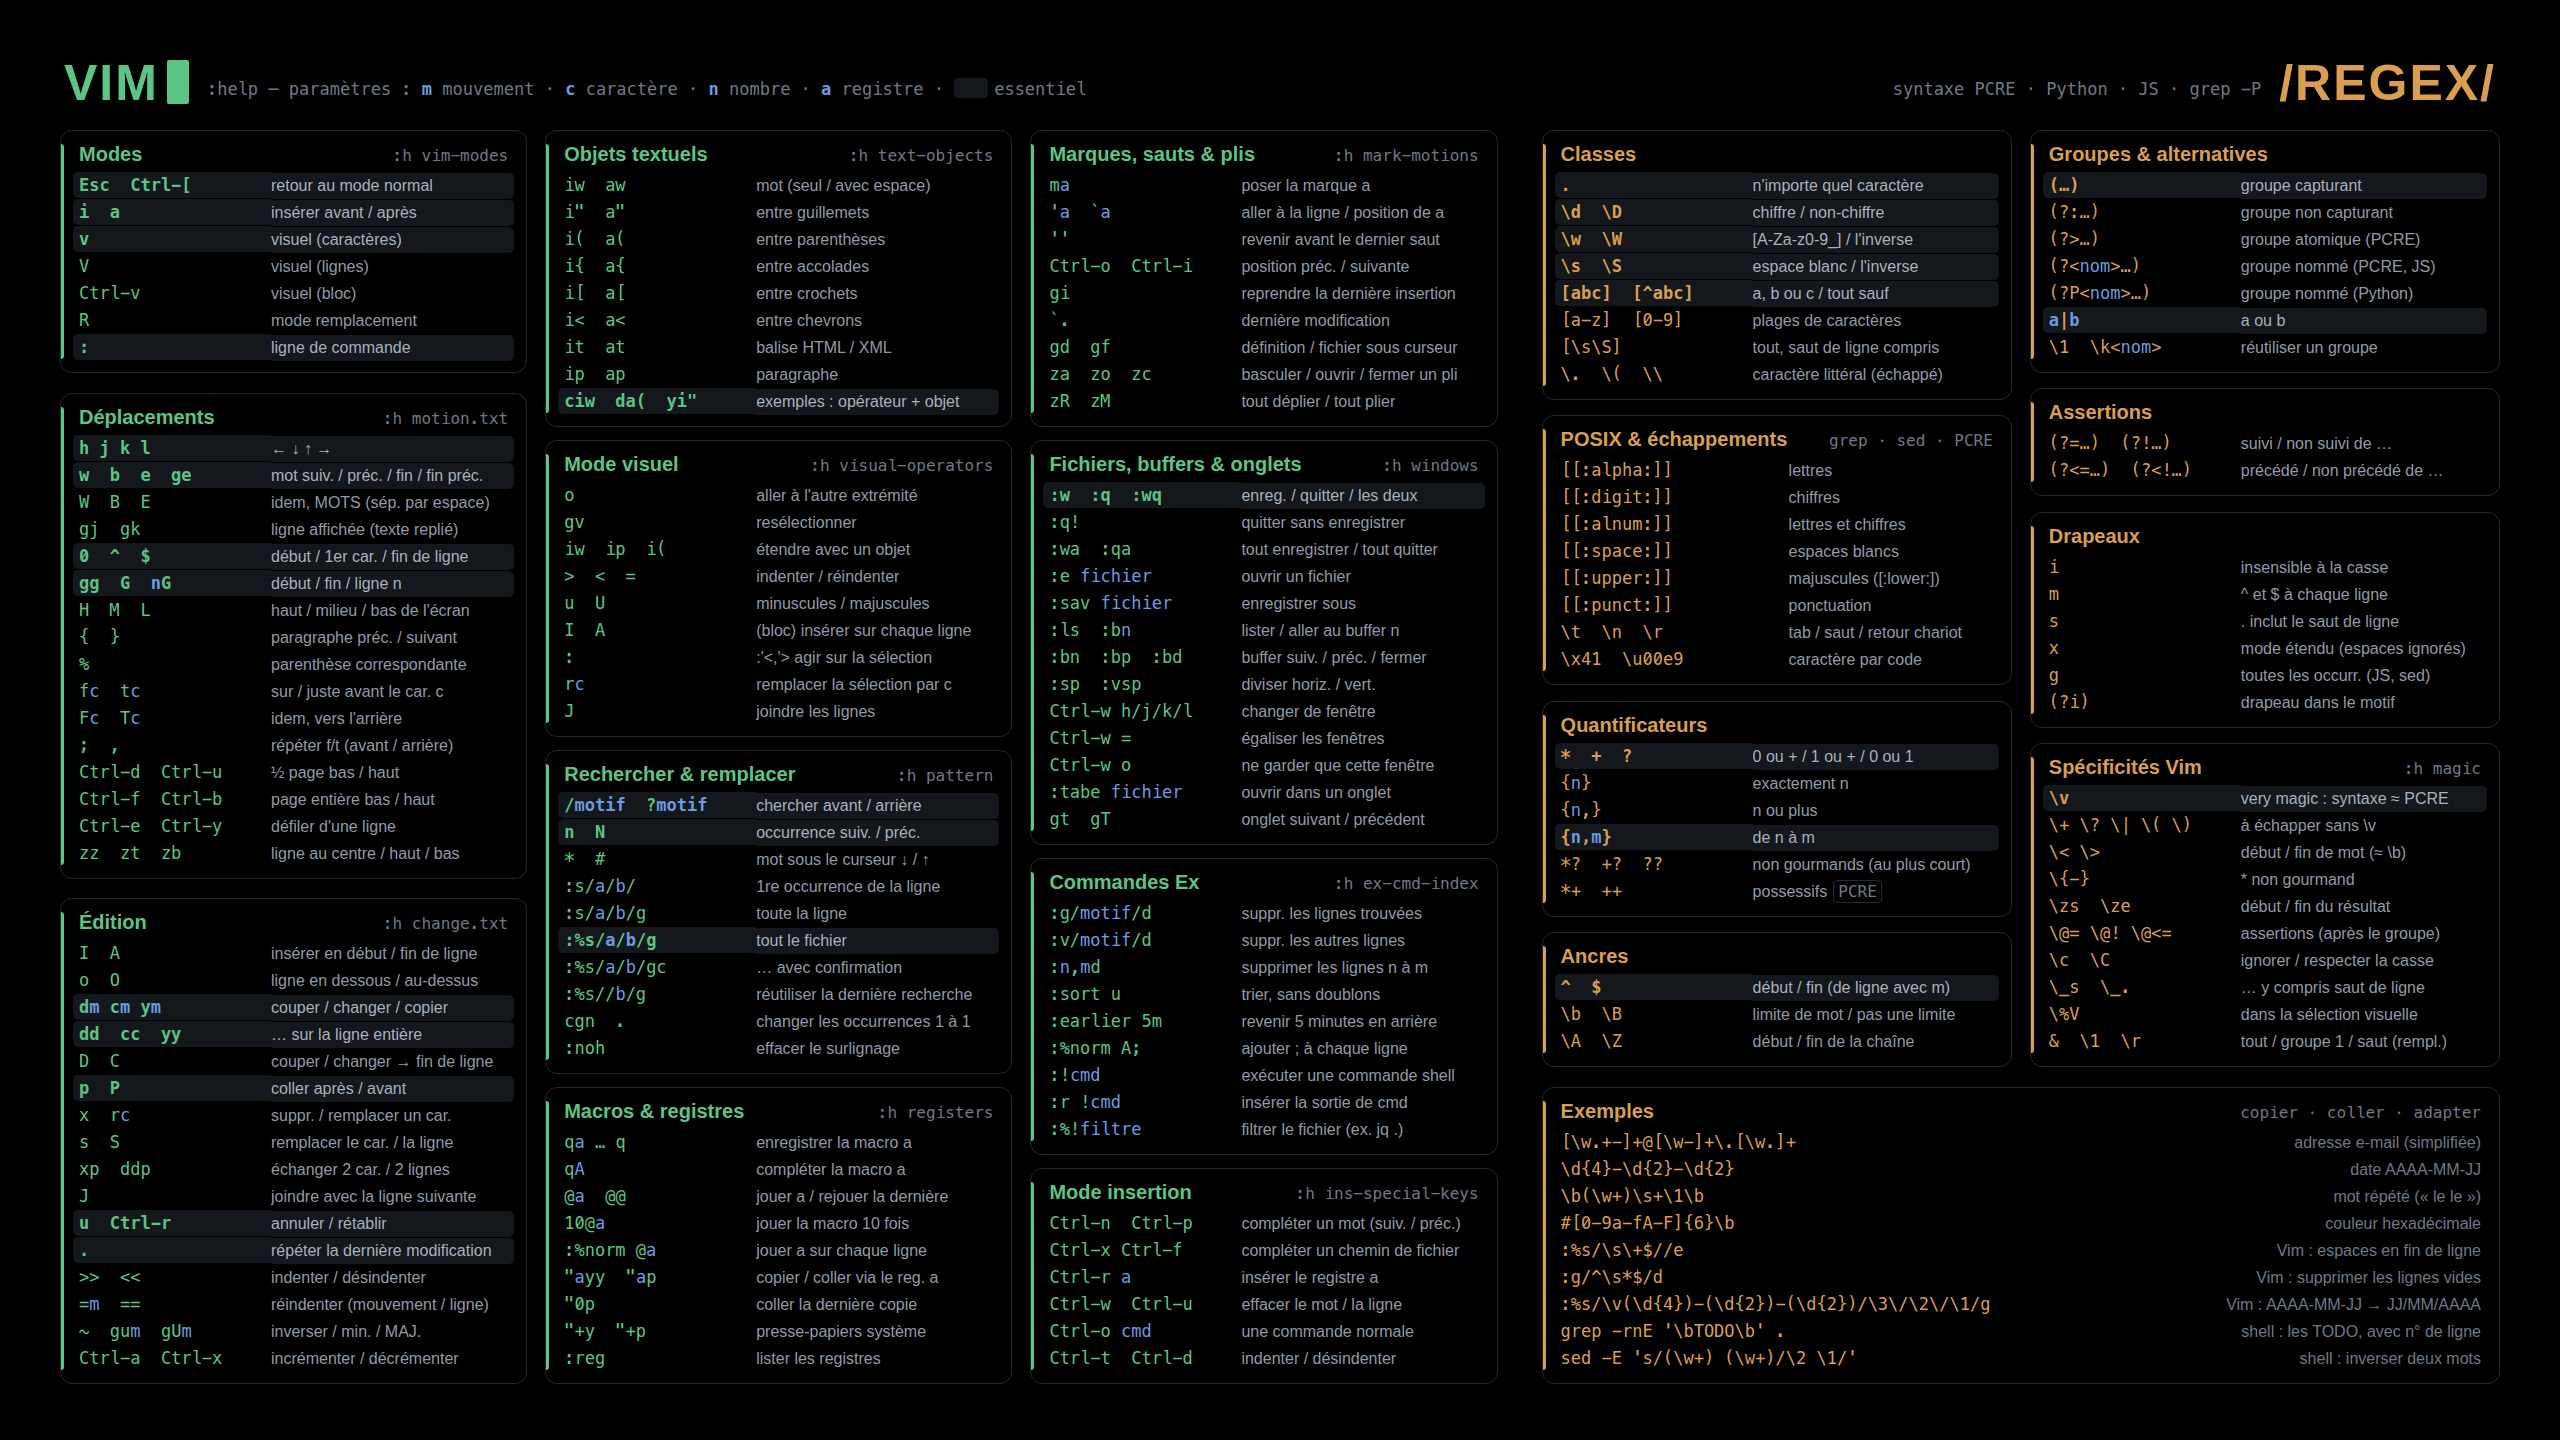 VIM
:help — paramètres : m mouvement · c caractère · n nombre · a registre · essentiel
syntaxe PCRE · Python · JS · grep -P /REGEX/
Modes :h vim-modes
Esc Ctrl-[ retour au mode normal
i a insérer avant / après
v visuel (caractères)
V visuel (lignes)
Ctrl-v visuel (bloc)
R mode remplacement
: ligne de commande
Déplacements :h motion.txt
h j k l ← ↓ ↑ →
w b e ge mot suiv. / préc. / fin / fin préc.
W B E idem, MOTS (sép. par espace)
gj gk ligne affichée (texte replié)
0 ^ $ début / 1er car. / fin de ligne
gg G nG début / fin / ligne n
H M L haut / milieu / bas de l'écran
{ } paragraphe préc. / suivant
% parenthèse correspondante
fc tc sur / juste avant le car. c
Fc Tc idem, vers l'arrière
; , répéter f/t (avant / arrière)
Ctrl-d Ctrl-u ½ page bas / haut
Ctrl-f Ctrl-b page entière bas / haut
Ctrl-e Ctrl-y défiler d'une ligne
zz zt zb ligne au centre / haut / bas
Édition :h change.txt
I A insérer en début / fin de ligne
o O ligne en dessous / au-dessus
dm cm ym couper / changer / copier
dd cc yy … sur la ligne entière
D C couper / changer → fin de ligne
p P coller après / avant
x rc suppr. / remplacer un car.
s S remplacer le car. / la ligne
xp ddp échanger 2 car. / 2 lignes
J joindre avec la ligne suivante
u Ctrl-r annuler / rétablir
. répéter la dernière modification
>> << indenter / désindenter
=m == réindenter (mouvement / ligne)
~ gum gUm inverser / min. / MAJ.
Ctrl-a Ctrl-x incrémenter / décrémenter
Objets textuels :h text-objects
iw aw mot (seul / avec espace)
i" a" entre guillemets
i( a( entre parenthèses
i{ a{ entre accolades
i[ a[ entre crochets
i< a< entre chevrons
it at balise HTML / XML
ip ap paragraphe
ciw da( yi" exemples : opérateur + objet
Mode visuel :h visual-operators
o aller à l'autre extrémité
gv resélectionner
iw ip i( étendre avec un objet
> < = indenter / réindenter
u U minuscules / majuscules
I A (bloc) insérer sur chaque ligne
: :'<,'> agir sur la sélection
rc remplacer la sélection par c
J joindre les lignes
Rechercher & remplacer :h pattern
/motif ?motif chercher avant / arrière
n N occurrence suiv. / préc.
* # mot sous le curseur ↓ / ↑
:s/a/b/ 1re occurrence de la ligne
:s/a/b/g toute la ligne
:%s/a/b/g tout le fichier
:%s/a/b/gc … avec confirmation
:%s//b/g réutiliser la dernière recherche
cgn . changer les occurrences 1 à 1
:noh effacer le surlignage
Macros & registres :h registers
qa … q enregistrer la macro a
qA compléter la macro a
@a @@ jouer a / rejouer la dernière
10@a jouer la macro 10 fois
:%norm @a jouer a sur chaque ligne
"ayy "ap copier / coller via le reg. a
"0p coller la dernière copie
"+y "+p presse-papiers système
:reg lister les registres
Marques, sauts & plis :h mark-motions
ma poser la marque a
'a `a aller à la ligne / position de a
'' revenir avant le dernier saut
Ctrl-o Ctrl-i position préc. / suivante
gi reprendre la dernière insertion
`. dernière modification
gd gf définition / fichier sous curseur
za zo zc basculer / ouvrir / fermer un pli
zR zM tout déplier / tout plier
Fichiers, buffers & onglets :h windows
:w :q :wq enreg. / quitter / les deux
:q! quitter sans enregistrer
:wa :qa tout enregistrer / tout quitter
:e fichier ouvrir un fichier
:sav fichier enregistrer sous
:ls :bn lister / aller au buffer n
:bn :bp :bd buffer suiv. / préc. / fermer
:sp :vsp diviser horiz. / vert.
Ctrl-w h/j/k/l changer de fenêtre
Ctrl-w = égaliser les fenêtres
Ctrl-w o ne garder que cette fenêtre
:tabe fichier ouvrir dans un onglet
gt gT onglet suivant / précédent
Commandes Ex :h ex-cmd-index
:g/motif/d suppr. les lignes trouvées
:v/motif/d suppr. les autres lignes
:n,md supprimer les lignes n à m
:sort u trier, sans doublons
:earlier 5m revenir 5 minutes en arrière
:%norm A; ajouter ; à chaque ligne
:!cmd exécuter une commande shell
:r !cmd insérer la sortie de cmd
:%!filtre filtrer le fichier (ex. jq .)
Mode insertion :h ins-special-keys
Ctrl-n Ctrl-p compléter un mot (suiv. / préc.)
Ctrl-x Ctrl-f compléter un chemin de fichier
Ctrl-r a insérer le registre a
Ctrl-w Ctrl-u effacer le mot / la ligne
Ctrl-o cmd une commande normale
Ctrl-t Ctrl-d indenter / désindenter
Classes
. n'importe quel caractère
\d \D chiffre / non-chiffre
\w \W [A-Za-z0-9_] / l'inverse
\s \S espace blanc / l'inverse
[abc] [^abc] a, b ou c / tout sauf
[a-z] [0-9] plages de caractères
[\s\S] tout, saut de ligne compris
\. \( \\ caractère littéral (échappé)
POSIX & échappements grep · sed · PCRE
[[:alpha:]] lettres
[[:digit:]] chiffres
[[:alnum:]] lettres et chiffres
[[:space:]] espaces blancs
[[:upper:]] majuscules ([:lower:])
[[:punct:]] ponctuation
\t \n \r tab / saut / retour chariot
\x41 \u00e9 caractère par code
Quantificateurs
* + ? 0 ou + / 1 ou + / 0 ou 1
{n} exactement n
{n,} n ou plus
{n,m} de n à m
*? +? ?? non gourmands (au plus court)
*+ ++ possessifs PCRE
Ancres
^ $ début / fin (de ligne avec m)
\b \B limite de mot / pas une limite
\A \Z début / fin de la chaîne
Groupes & alternatives
(…) groupe capturant
(?:…) groupe non capturant
(?>…) groupe atomique (PCRE)
(?<nom>…) groupe nommé (PCRE, JS)
(?P<nom>…) groupe nommé (Python)
a|b a ou b
\1 \k<nom> réutiliser un groupe
Assertions
(?=…) (?!…) suivi / non suivi de …
(?<=…) (?<!…) précédé / non précédé de …
Drapeaux
i insensible à la casse
m ^ et $ à chaque ligne
s . inclut le saut de ligne
x mode étendu (espaces ignorés)
g toutes les occurr. (JS, sed)
(?i) drapeau dans le motif
Spécificités Vim :h magic
\v very magic : syntaxe ≈ PCRE
\+ \? \| \( \) à échapper sans \v
\< \> début / fin de mot (≈ \b)
\{-} * non gourmand
\zs \ze début / fin du résultat
\@= \@! \@<= assertions (après le groupe)
\c \C ignorer / respecter la casse
\_s \_. … y compris saut de ligne
\%V dans la sélection visuelle
& \1 \r tout / groupe 1 / saut (rempl.)
Exemples copier · coller · adapter
[\w.+-]+@[\w-]+\.[\w.]+ adresse e-mail (simplifiée)
\d{4}-\d{2}-\d{2} date AAAA-MM-JJ
\b(\w+)\s+\1\b mot répété (« le le »)
#[0-9a-fA-F]{6}\b couleur hexadécimale
:%s/\s\+$//e Vim : espaces en fin de ligne
:g/^\s*$/d Vim : supprimer les lignes vides
:%s/\v(\d{4})-(\d{2})-(\d{2})/\3\/\2\/\1/g Vim : AAAA-MM-JJ → JJ/MM/AAAA
grep -rnE '\bTODO\b' . shell : les TODO, avec n° de ligne
sed -E 's/(\w+) (\w+)/\2 \1/' shell : inverser deux mots